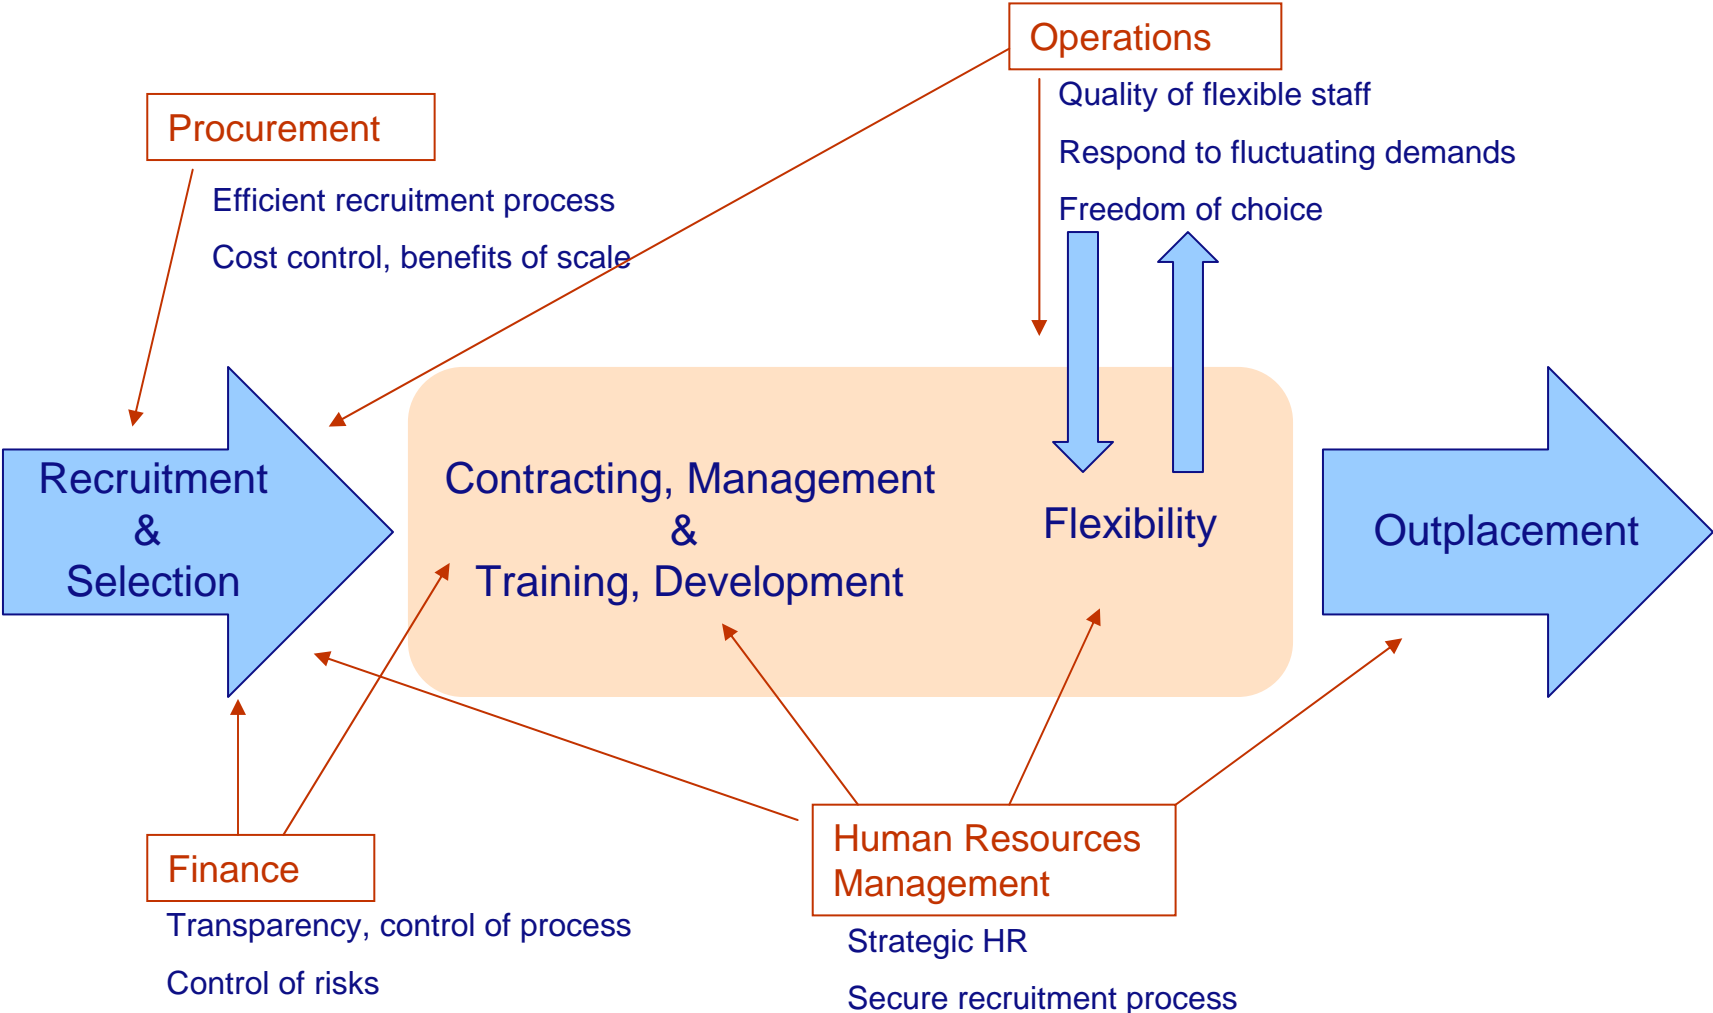 Operations
Quality of flexible staff
Respond to fluctuating demands
Freedom of choice
Procurement
Efficient recruitment process
Cost control, benefits of scale
Recruitment
&
Selection
Contracting, Management
&
Training, Development
Flexibility
Outplacement
Finance
Transparency, control of process
Control of risks
Human Resources
Management
Strategic HR
Secure recruitment process